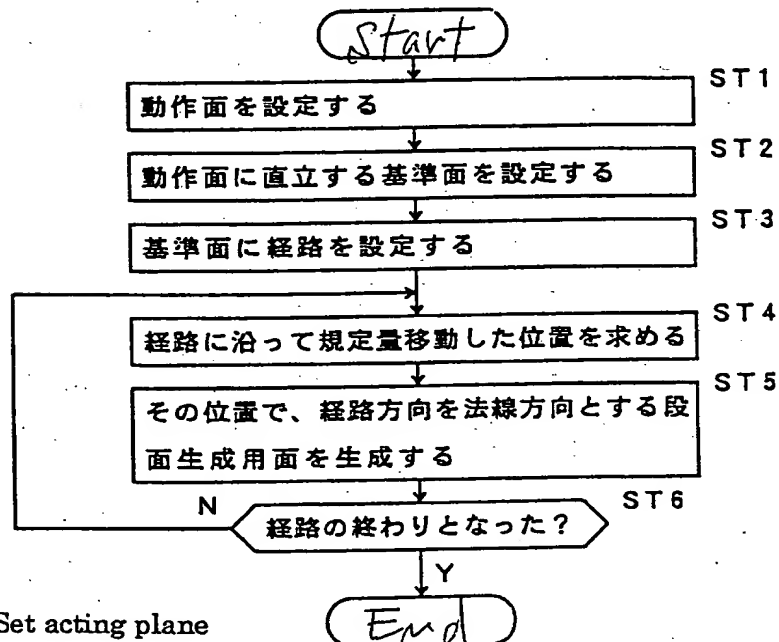 Start
ST1
動作面を設定する
ST2
動作面に直立する基準面を設定する
ST3
基準面に経路を設定する
ST4
経路に沿って規定量移動した位置を求める
ST5
その位置で、経路方向を法線方向とする段
面生成用面を生成する
N
ST6
経路の終わりとなった?
Y
Set acting plane
End